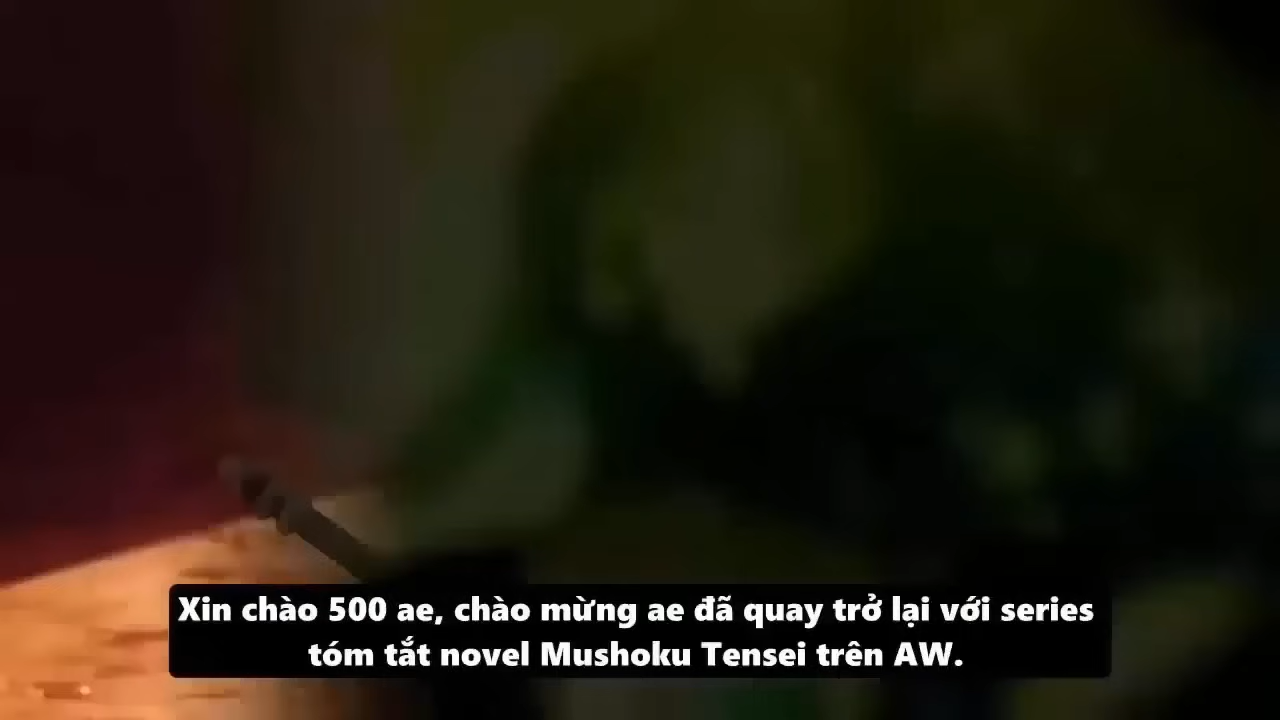 Xin chào 500 ae, chào mừng ae đã quay trở lại với series
tóm tắt novel Mushoku Tensei trên AW.